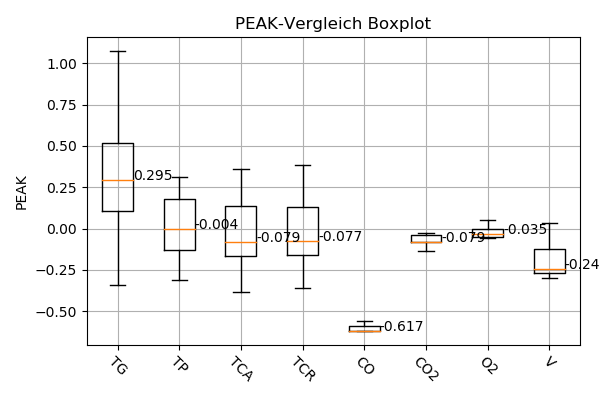 PEAK-Vergleich Boxplot
PEAK
1.00
0.75
0.50
0.25
0.00
−0.25
−0.50
0.295
-0.004
-0.079
-0.077
-0.617
-0.079
-0.035
-0.24
TG
TP
TCA
TCR
CO
CO2
O2
V